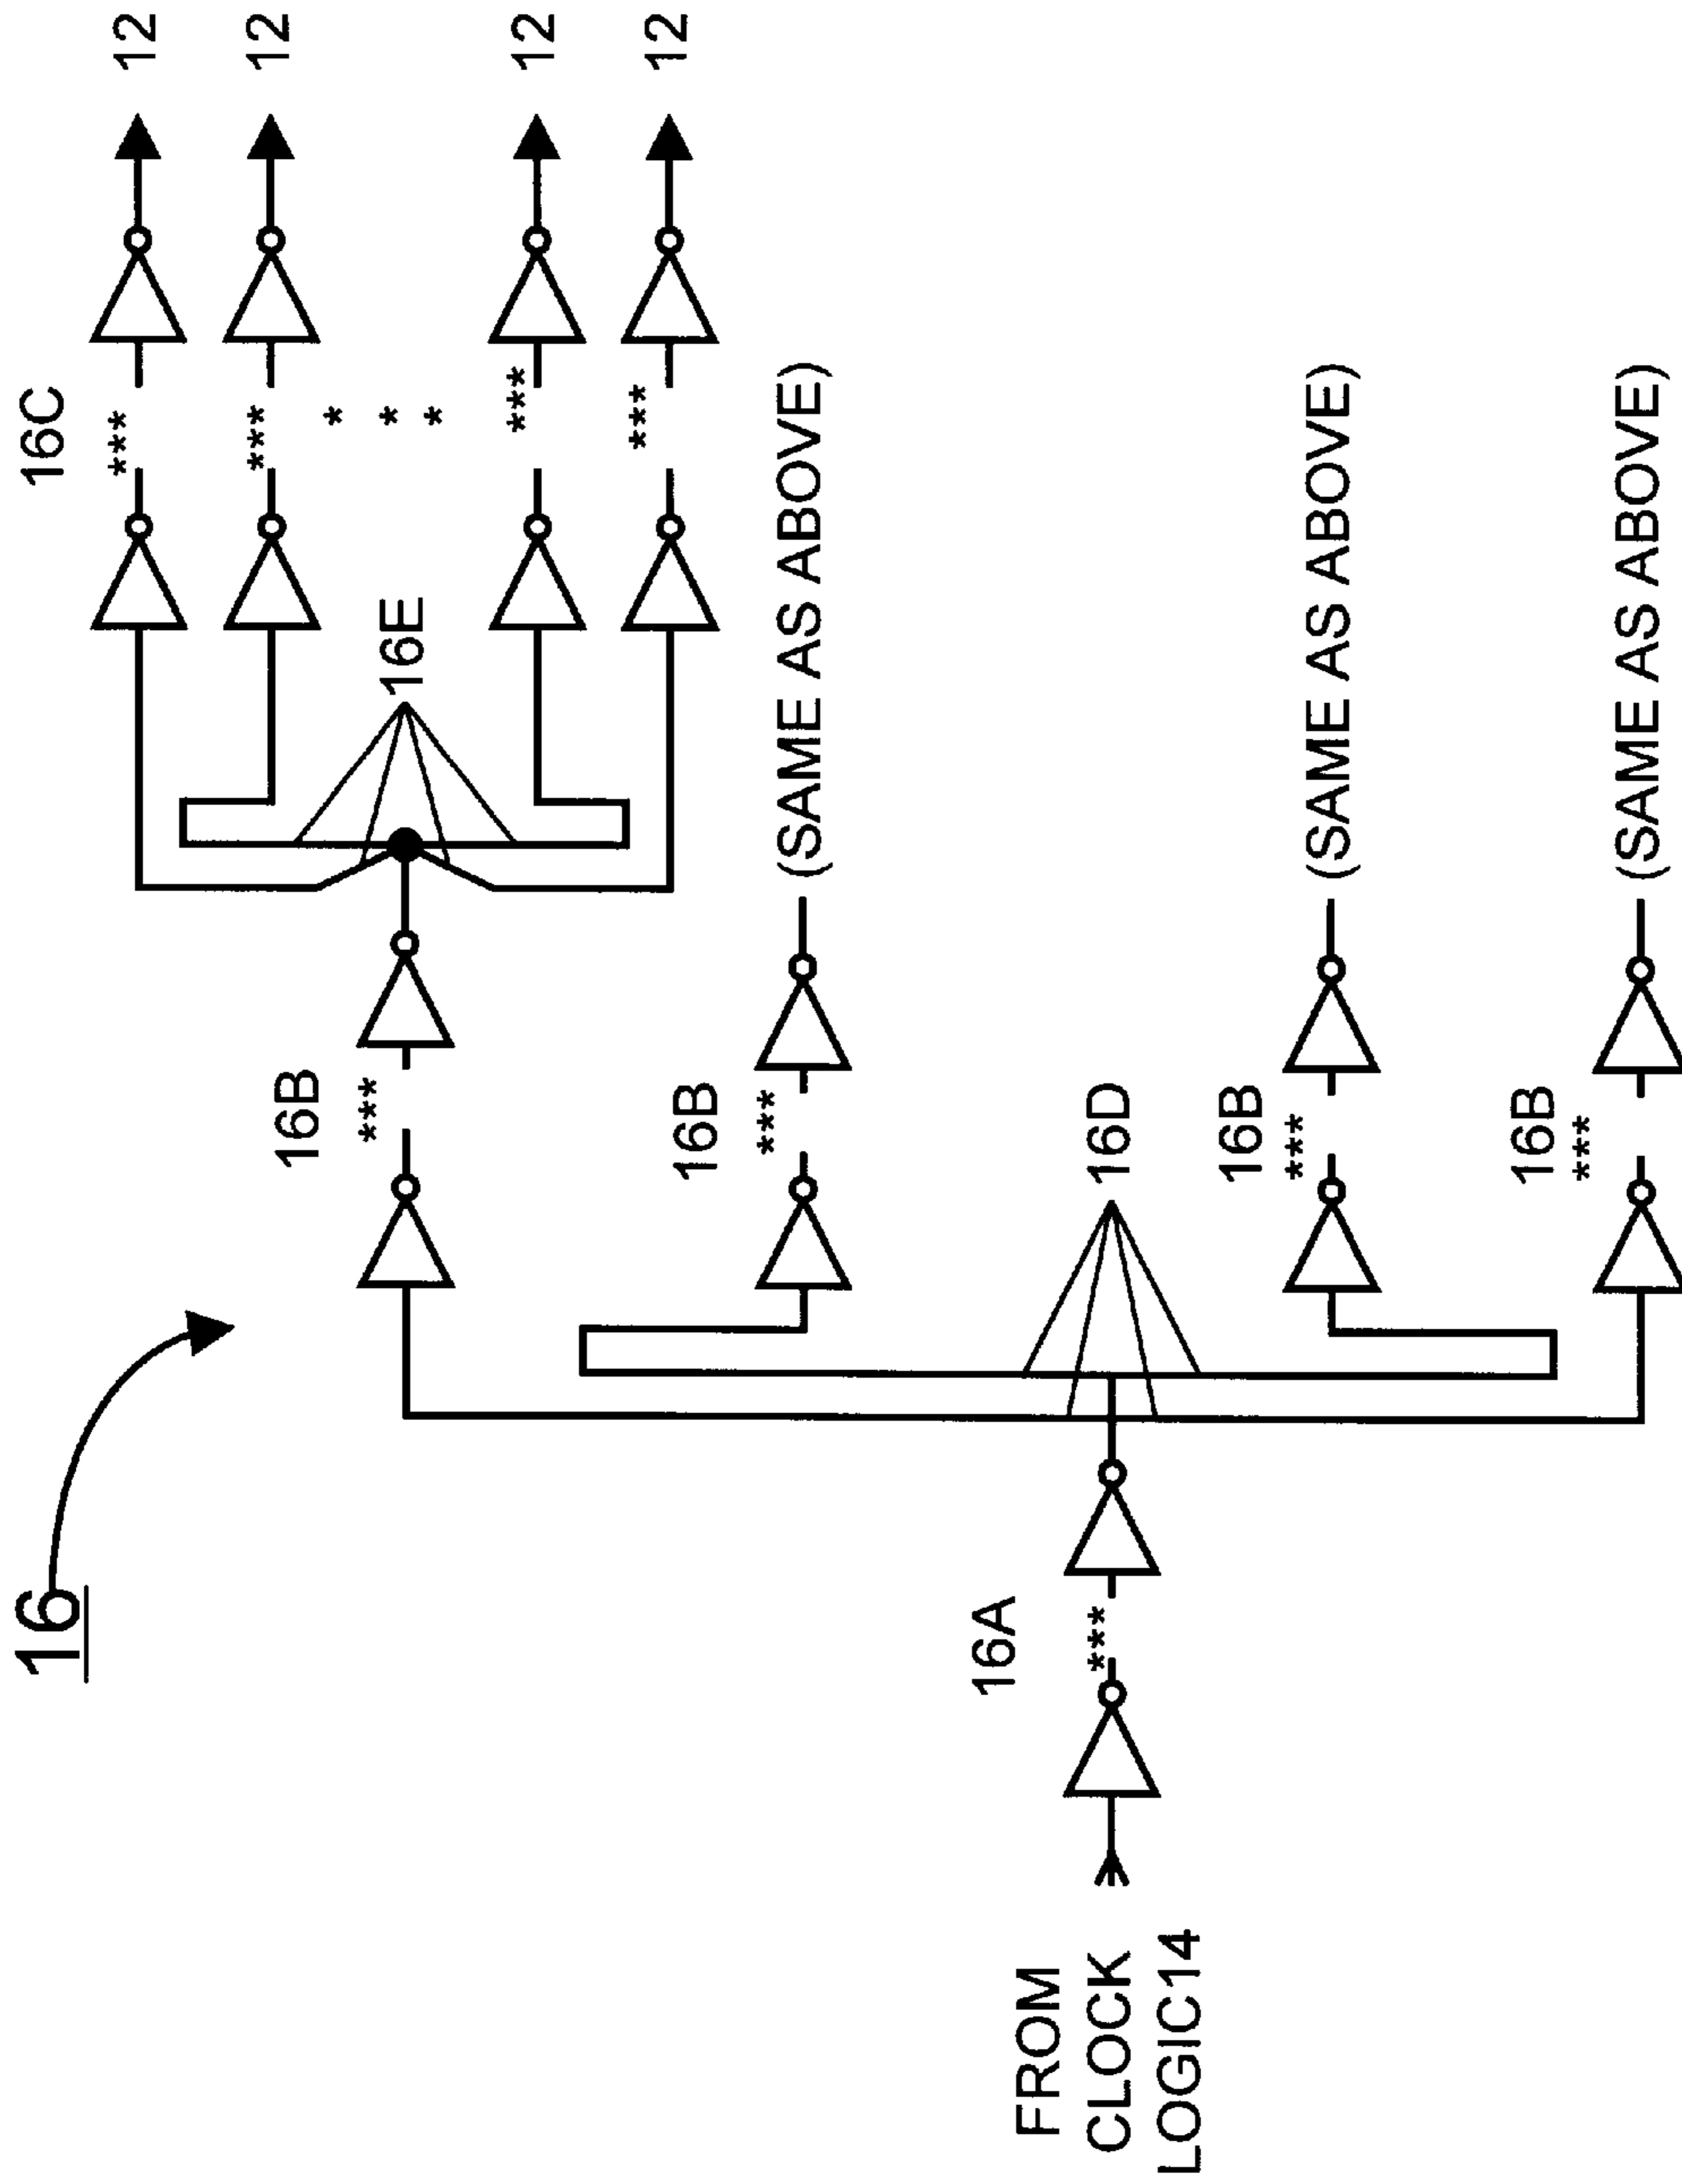 16
16C
***
12
***
12
16B
***
*
*
*
16E
***
12
***
12
16B
***
(SAME AS ABOVE)
16A
***
FROM
CLOCK
LOGIC14
16D
16B
***
(SAME AS ABOVE)
16B
***
(SAME AS ABOVE)